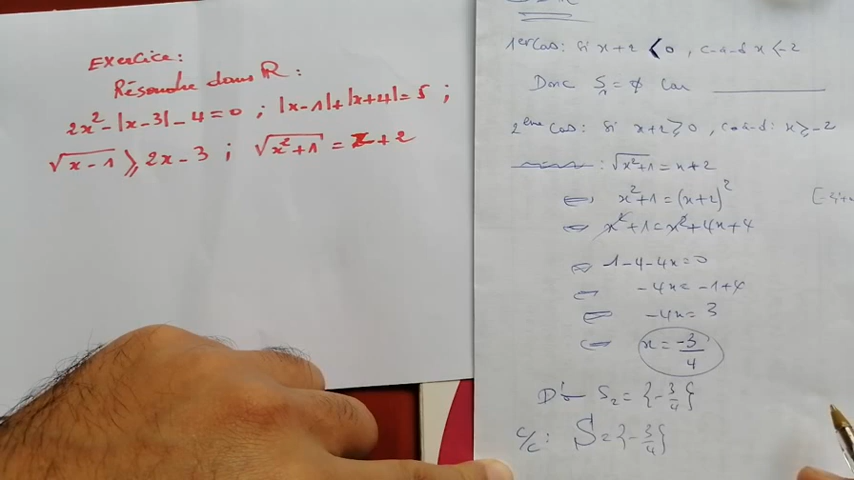 Exercice:
Résoudre dans ℝ:
2x² - |x-3| - 4 = 0 ; |x-1| + |x+4| = 5 ;
√(x-1) ⩾ 2x-3 ; √(x²+1) = x+2
1er Cas: si x+2 < 0, c-à-d x < -2
Donc S₁ = ∅ car
2ème Cas: si x+2 ⩾ 0, c-à-d: x ⩾ -2
: √(x²+1) = x+2
⇔ x²+1 = (x+2)²
⇔ x²+1 = x²+4x+4
⇔ 1-4-4x = 0
⇔ -4x = -1+4
⇔ -4x = 3
⇔ x = -3/4
D'où S₂ = {-3/4}
C/C: S = {-3/4}